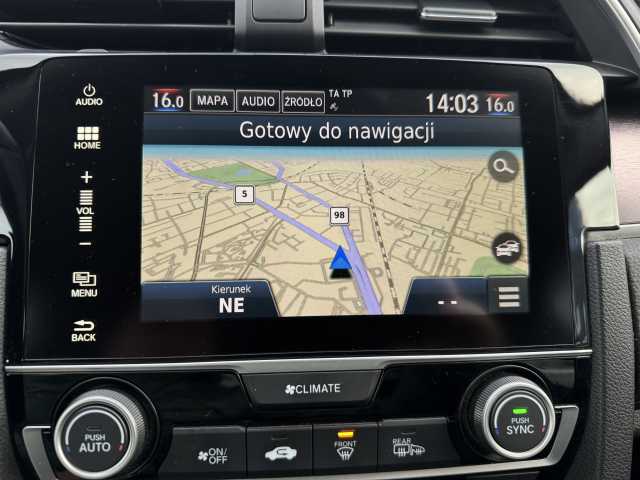 AUDIO
HOME
+
VOL
−
MENU
BACK
16.0 MAPA AUDIO ŹRÓDŁO TA TP 14:03 16.0
Gotowy do nawigacji
5
98
Kierunek
NE
- -
CLIMATE
PUSH
AUTO
ON/
OFF
FRONT
REAR
PUSH
SYNC